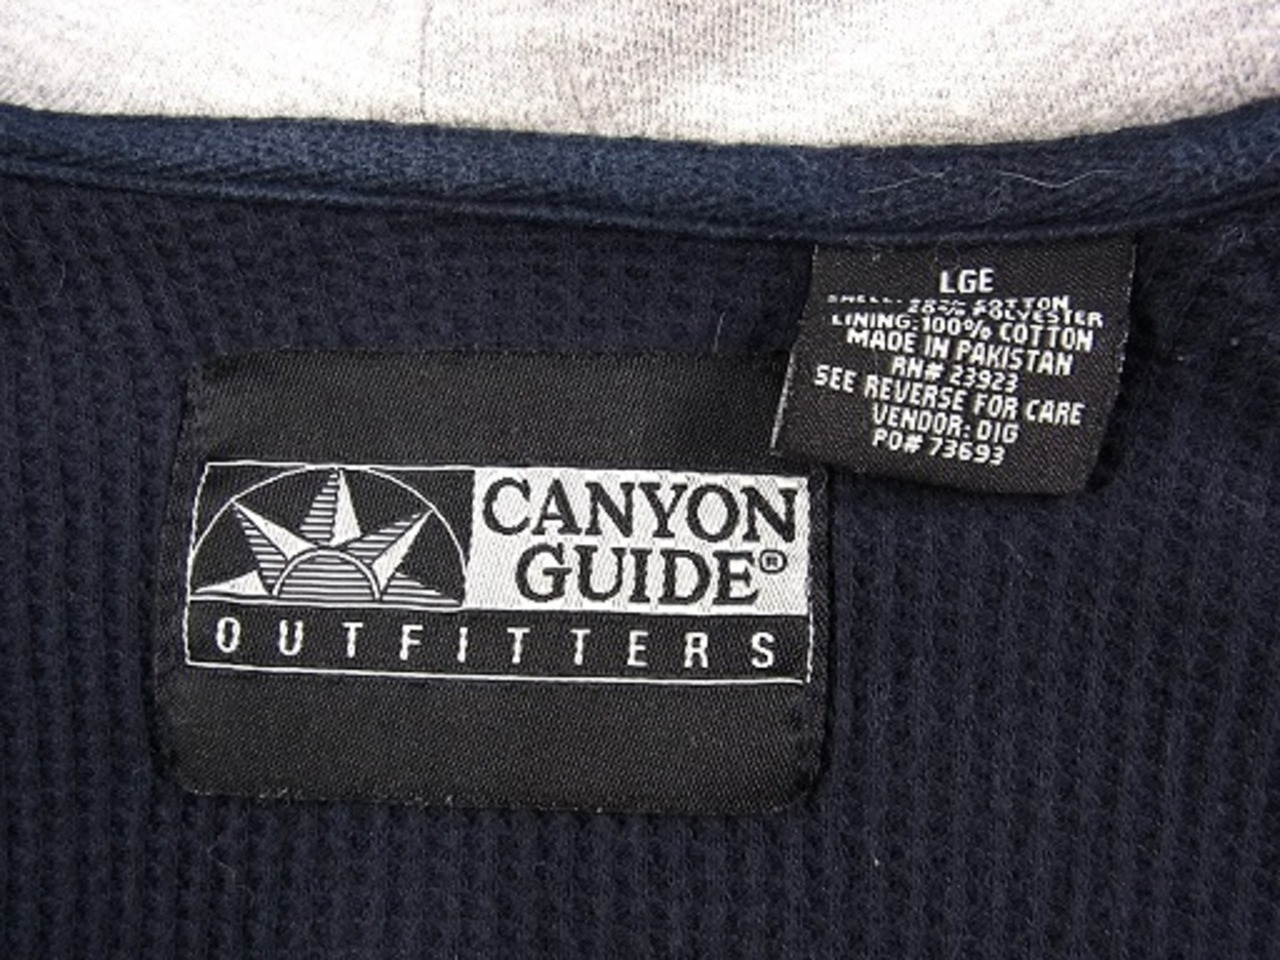 LGE
COTTON
POLYESTER
LINING: 100% COTTON
MADE IN PAKISTAN
RN# 23923
SEE REVERSE FOR CARE
VENDOR: DIG
PO# 73693
CANYON
GUIDE®
OUTFITTERS